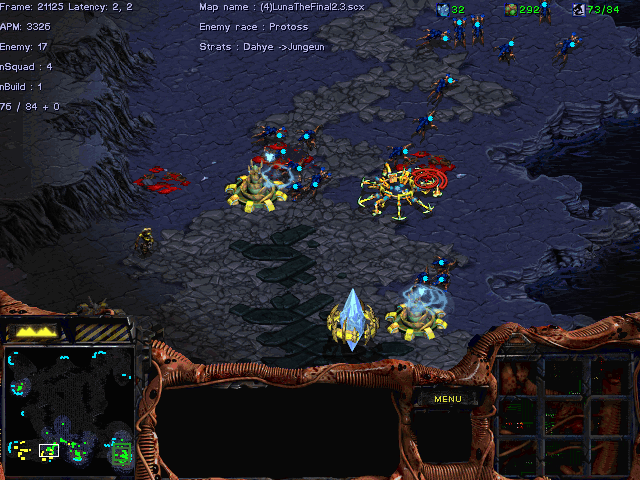 Frame: 21125 Latency: 2, 2
Map name : (4)LunaTheFinal2.3.scx
32
292
73/84
APM: 3325
Enemy race : Protoss
Enemy: 17
Strats : Dahye ->Jungeun
nSquad : 4
nBuild : 1
76 / 84 + 0
MENU